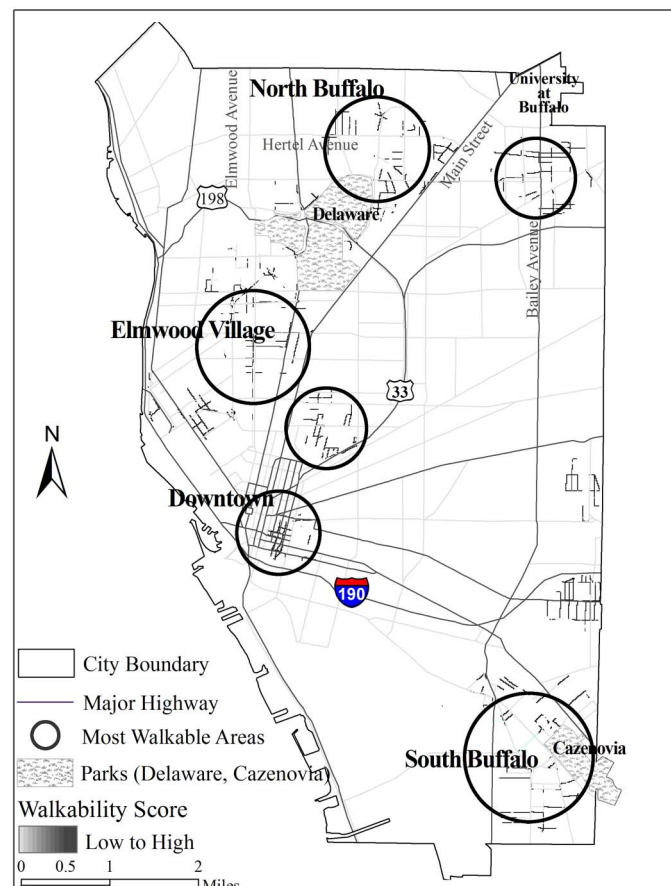 North Buffalo
University
at
Buffalo
Elmwood Avenue
Hertel Avenue
Main Street
198
Delaware
Bailey Avenue
Elmwood Village
33
N
Downtown
190
City Boundary
Major Highway
Most Walkable Areas
Parks (Delaware, Cazenovia)
South Buffalo
Cazenovia
Walkability Score
Low to High
0 0.5 1 2
Miles